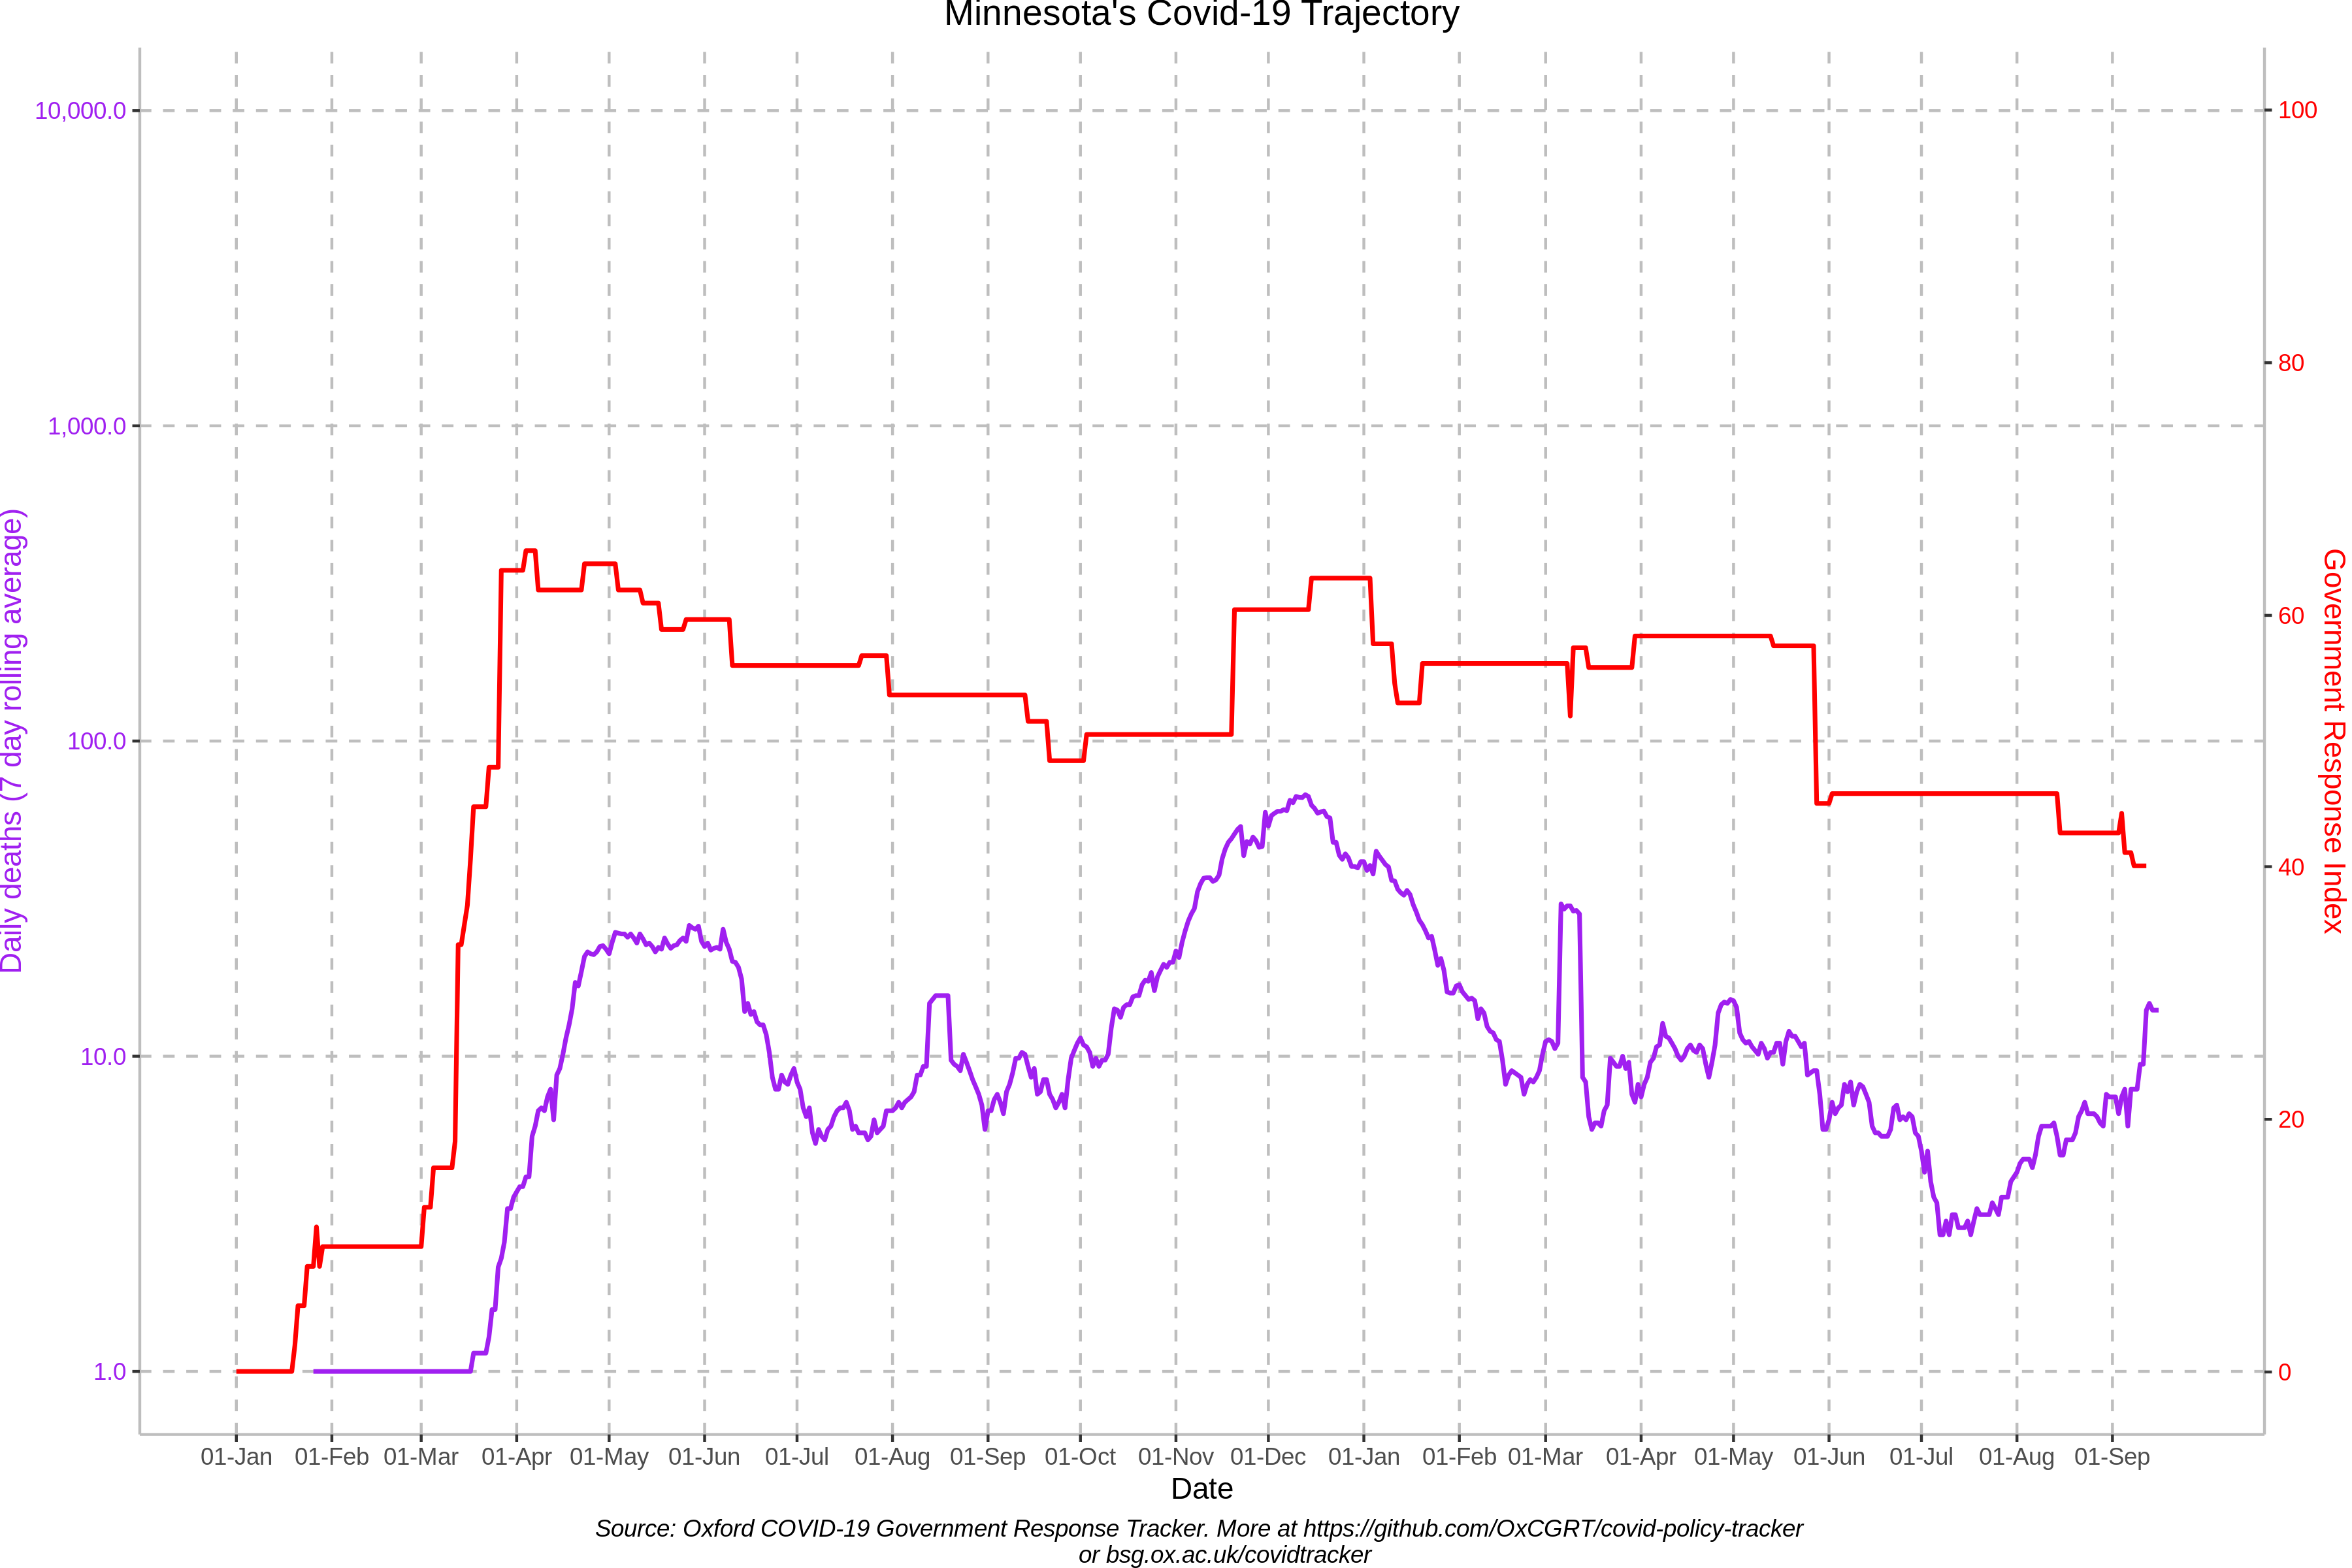 Minnesota's Covid-19 Trajectory
10,000.0
1,000.0
100.0
10.0
1.0
Daily deaths (7 day rolling average)
100
80
60
40
20
0
Government Response Index
01-Jan 01-Feb 01-Mar 01-Apr 01-May 01-Jun 01-Jul 01-Aug 01-Sep 01-Oct 01-Nov 01-Dec 01-Jan 01-Feb 01-Mar 01-Apr 01-May 01-Jun 01-Jul 01-Aug 01-Sep
Date
Source: Oxford COVID-19 Government Response Tracker. More at https://github.com/OxCGRT/covid-policy-tracker
or bsg.ox.ac.uk/covidtracker